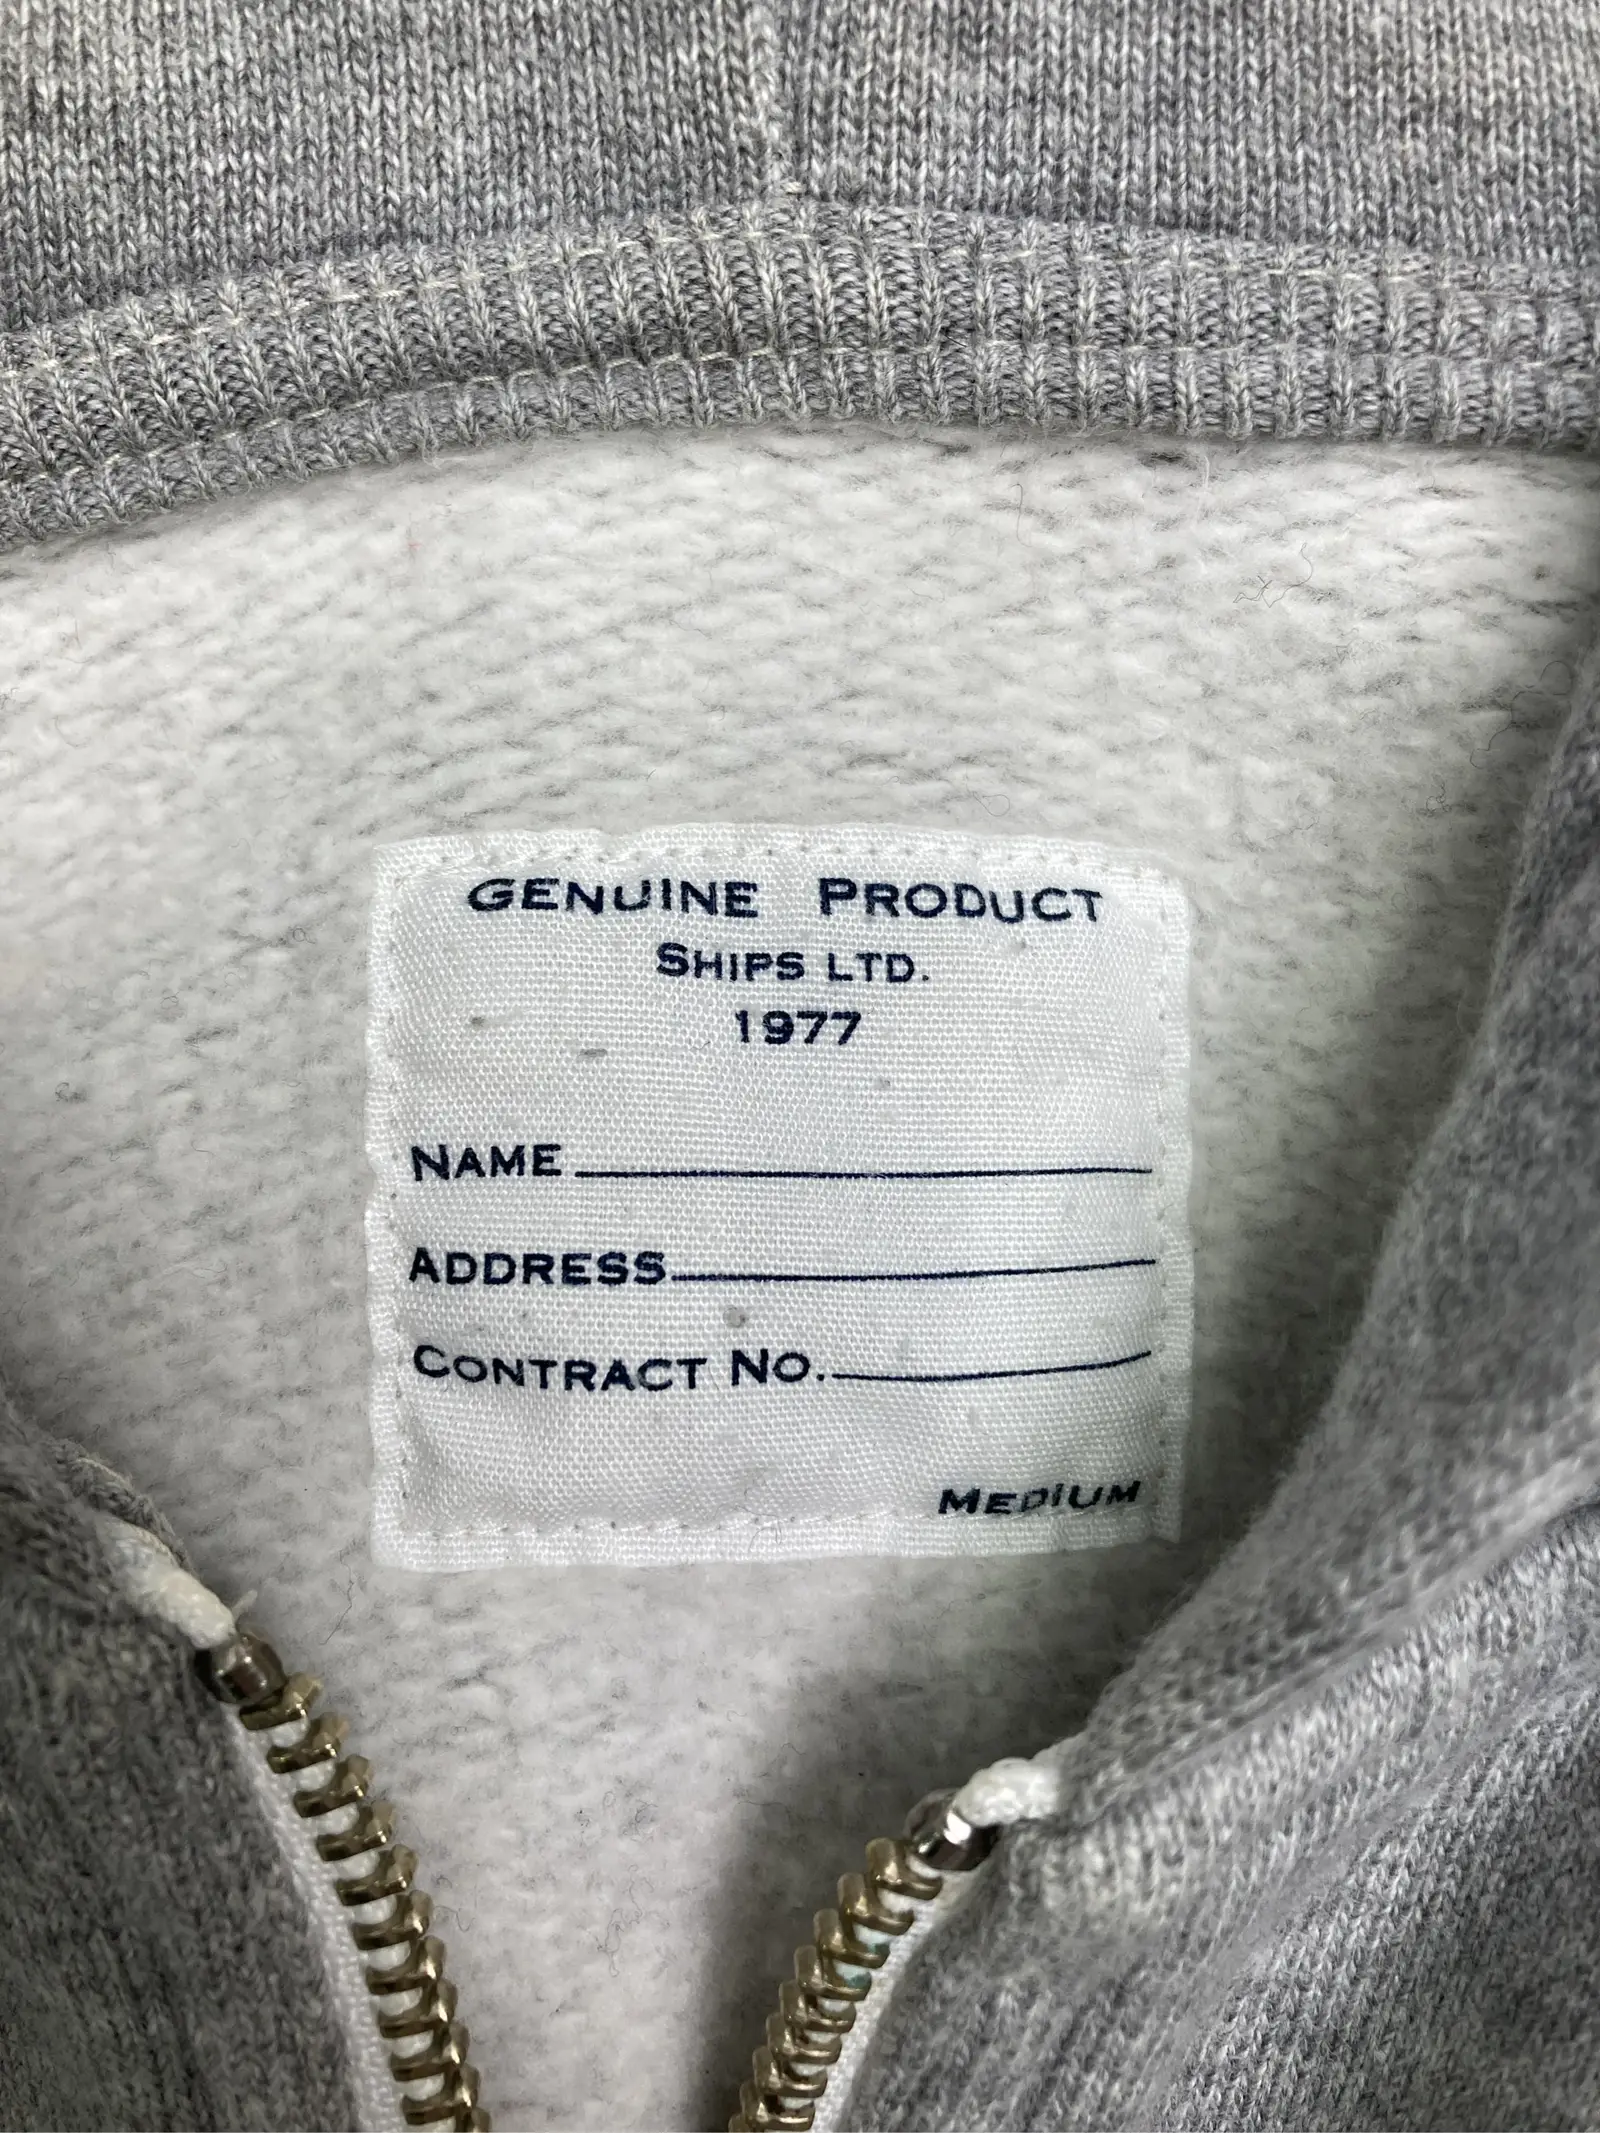 GENUINE PRODUCT
SHIPS LTD.
1977
NAME
ADDRESS
CONTRACT NO.
MEDIUM